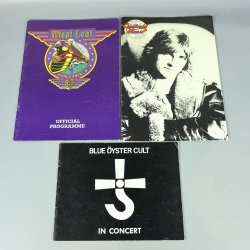 Meat Loaf
OFFICIAL
PROGRAMME
BLUE ÖYSTER CULT
IN CONCERT